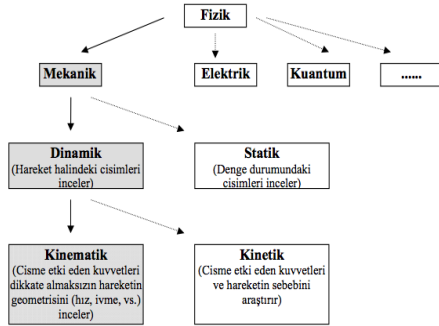 Fizik
Mekanik
Elektrik
Kuantum
......
Dinamik
(Hareket halindeki cisimleri
inceler)
Statik
(Denge durumundaki
cisimleri inceler)
Kinematik
(Cisme etki eden kuvvetleri
dikkate almaksızın hareketin
geometrisini (hız, ivme, vs.)
inceler)
Kinetik
(Cisme etki eden kuvvetleri
ve hareketin sebebini
araştırır)